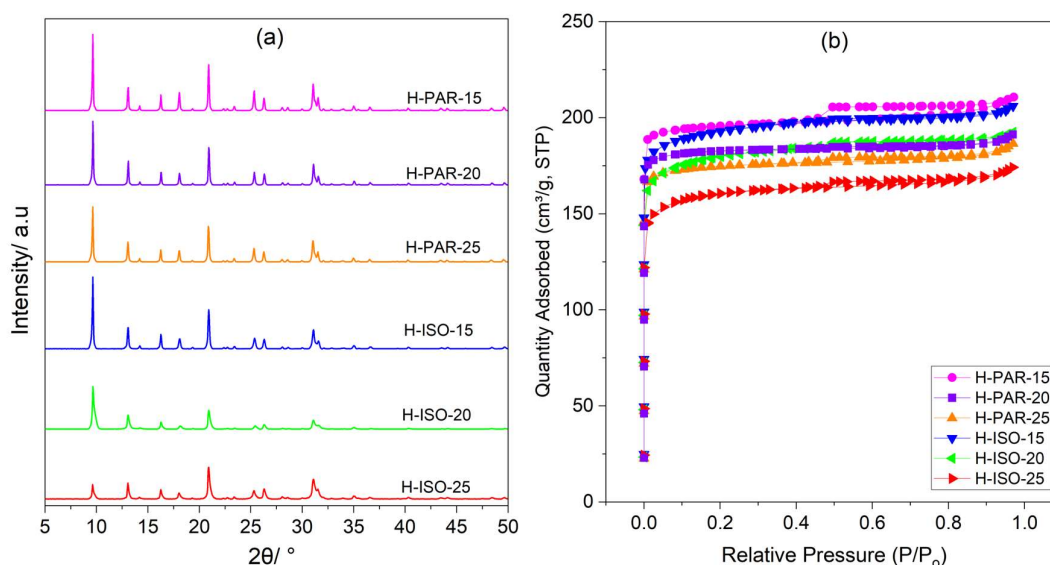 (a)
H-PAR-15
H-PAR-20
H-PAR-25
H-ISO-15
H-ISO-20
H-ISO-25
Intensity/ a.u
5 10 15 20 25 30 35 40 45 50
2θ/ °
(b)
250
200
150
100
50
0
Quantity Adsorbed (cm³/g, STP)
H-PAR-15
H-PAR-20
H-PAR-25
H-ISO-15
H-ISO-20
H-ISO-25
0.0 0.2 0.4 0.6 0.8 1.0
Relative Pressure (P/Pₒ)